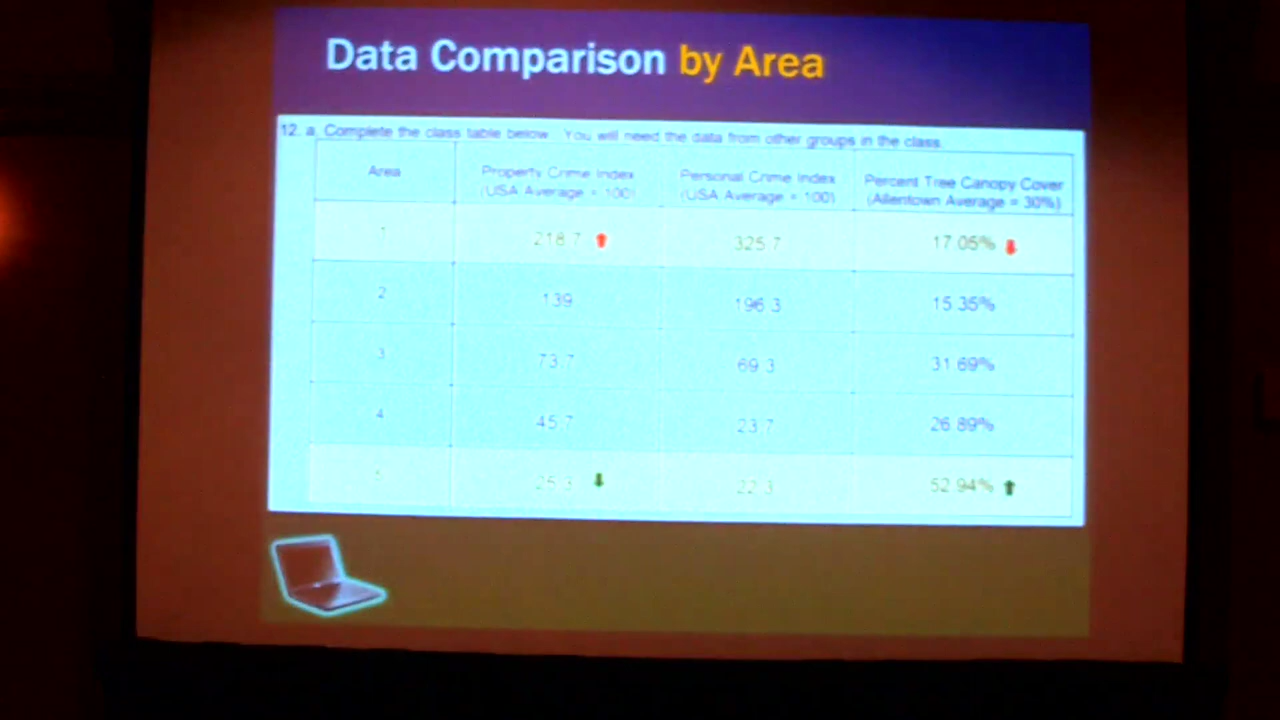 Data Comparison by Area
12. a. Complete the class table below. You will need the data from other groups in the class.
Area
Property Crime Index
(USA Average = 100)
Personal Crime Index
(USA Average = 100)
Percent Tree Canopy Cover
(Allentown Average = 30%)
1 218.7 325.7 17.05%
2 139 196.3 15.35%
3 73.7 69.3 31.69%
4 45.7 23.7 26.89%
5 25.3 22.3 52.94%